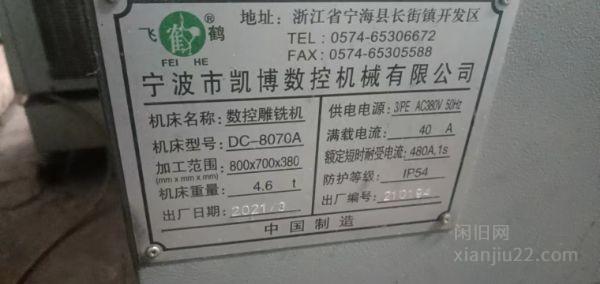 飞鹤®
FEI HE
地址：浙江省宁海县长街镇开发区
TEL：0574-65306672
FAX：0574-65305588
宁波市凯博数控机械有限公司
机床名称：数控雕铣机
机床型号：DC-8070A
加工范围：800x700x380
(mm x mm x mm)
机床重量：4.6 t
出厂日期：2021/9
供电电源：3/PE AC380V 50Hz
满载电流：40 A
额定短时耐受电流：480A,1s
防护等级：IP54
出厂编号：210194
中国制造
闲旧网
xianjiu22.com